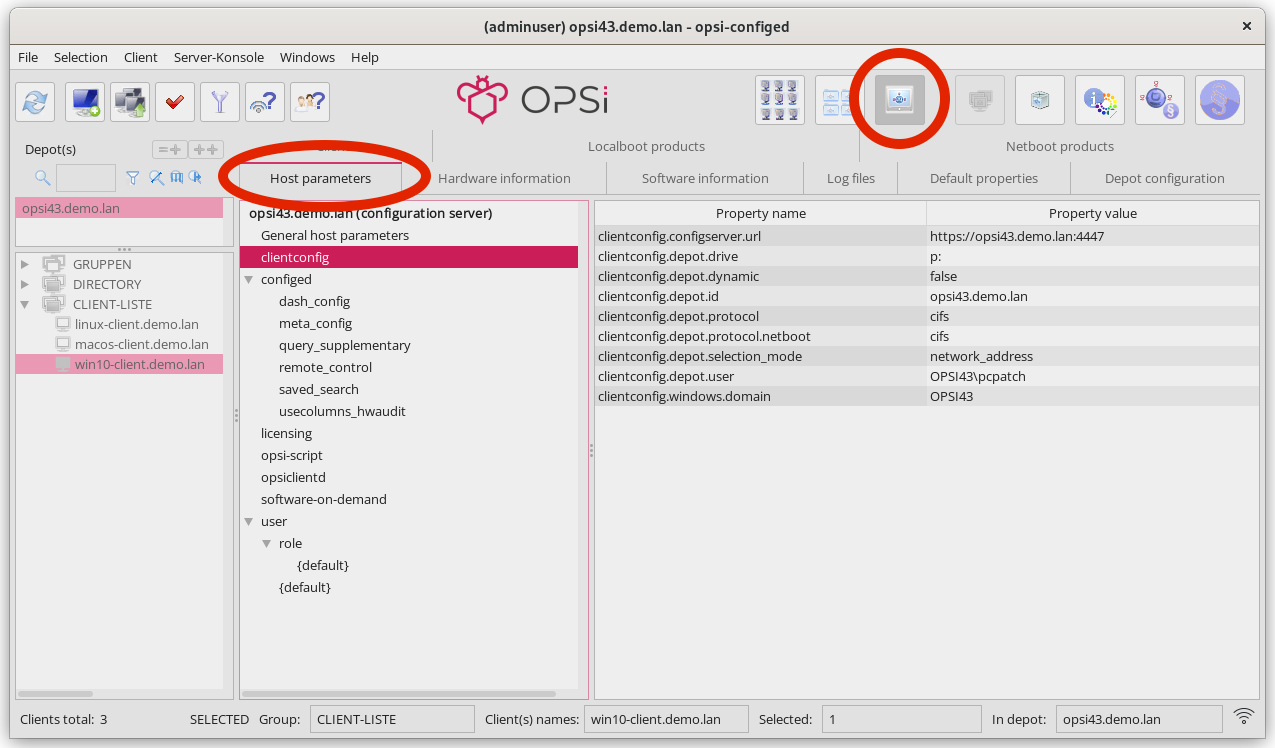 (adminuser) opsi43.demo.lan - opsi-configed
File Selection Client Server-Konsole Windows Help
OPSi
Depot(s)
Localboot products Netboot products
Host parameters Hardware information Software information Log files Default properties Depot configuration
opsi43.demo.lan
GRUPPEN
DIRECTORY
CLIENT-LISTE
linux-client.demo.lan
macos-client.demo.lan
win10-client.demo.lan
opsi43.demo.lan (configuration server)
General host parameters
clientconfig
configed
dash_config
meta_config
query_supplementary
remote_control
saved_search
usecolumns_hwaudit
licensing
opsi-script
opsiclientd
software-on-demand
user
role
{default}
{default}
Property name Property value
clientconfig.configserver.url https://opsi43.demo.lan:4447
clientconfig.depot.drive p:
clientconfig.depot.dynamic false
clientconfig.depot.id opsi43.demo.lan
clientconfig.depot.protocol cifs
clientconfig.depot.protocol.netboot cifs
clientconfig.depot.selection_mode network_address
clientconfig.depot.user OPSI43\pcpatch
clientconfig.windows.domain OPSI43
Clients total: 3 SELECTED Group: CLIENT-LISTE Client(s) names: win10-client.demo.lan Selected: 1 In depot: opsi43.demo.lan